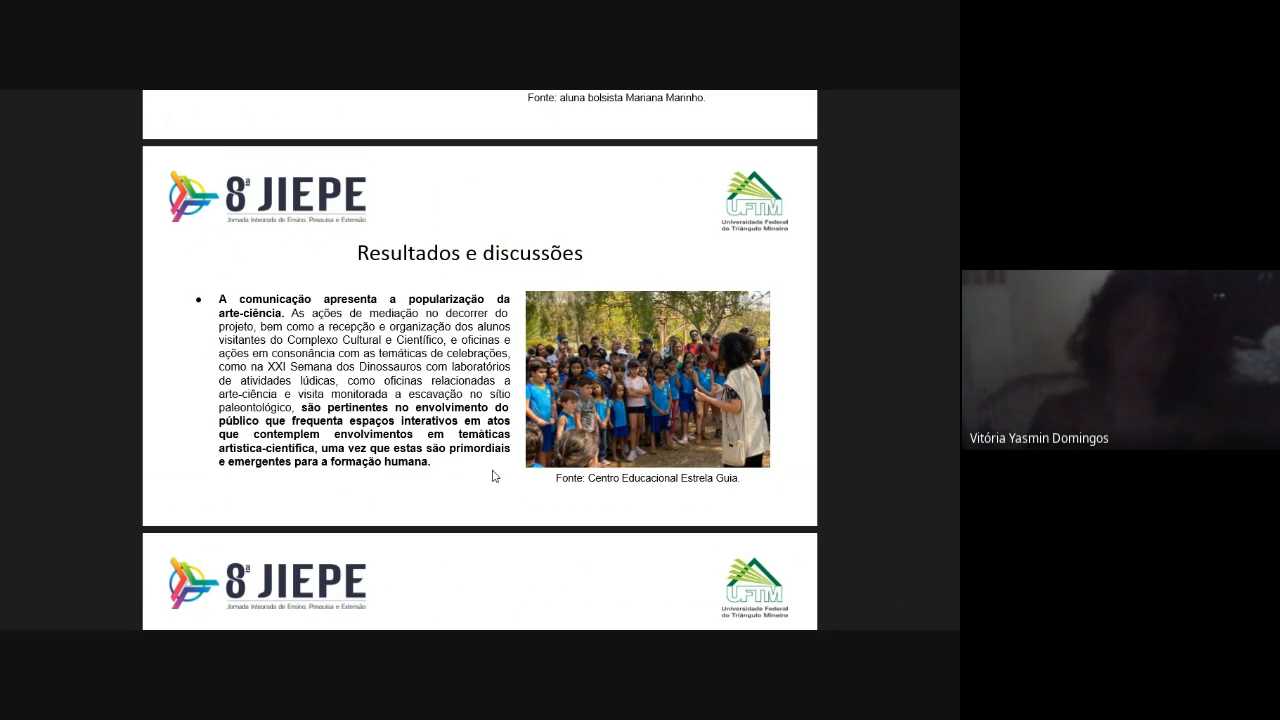 Fonte: aluna bolsista Mariana Marinho.
8ª JIEPE
Jornada Integrada de Ensino, Pesquisa e Extensão
UFTM
Universidade Federal
do Triângulo Mineiro
Resultados e discussões
● A comunicação apresenta a popularização da
arte-ciência. As ações de mediação no decorrer do
projeto, bem como a recepção e organização dos alunos
visitantes do Complexo Cultural e Científico, e oficinas e
ações em consonância com as temáticas de celebrações,
como na XXI Semana dos Dinossauros com laboratórios
de atividades lúdicas, como oficinas relacionadas a
arte-ciência e visita monitorada a escavação no sítio
paleontológico, são pertinentes no envolvimento do
público que frequenta espaços interativos em atos
que contemplem envolvimentos em temáticas
artística-científica, uma vez que estas são primordiais
e emergentes para a formação humana.
Fonte: Centro Educacional Estrela Guia.
Vitória Yasmin Domingos
8ª JIEPE
Jornada Integrada de Ensino, Pesquisa e Extensão
UFTM
Universidade Federal
do Triângulo Mineiro